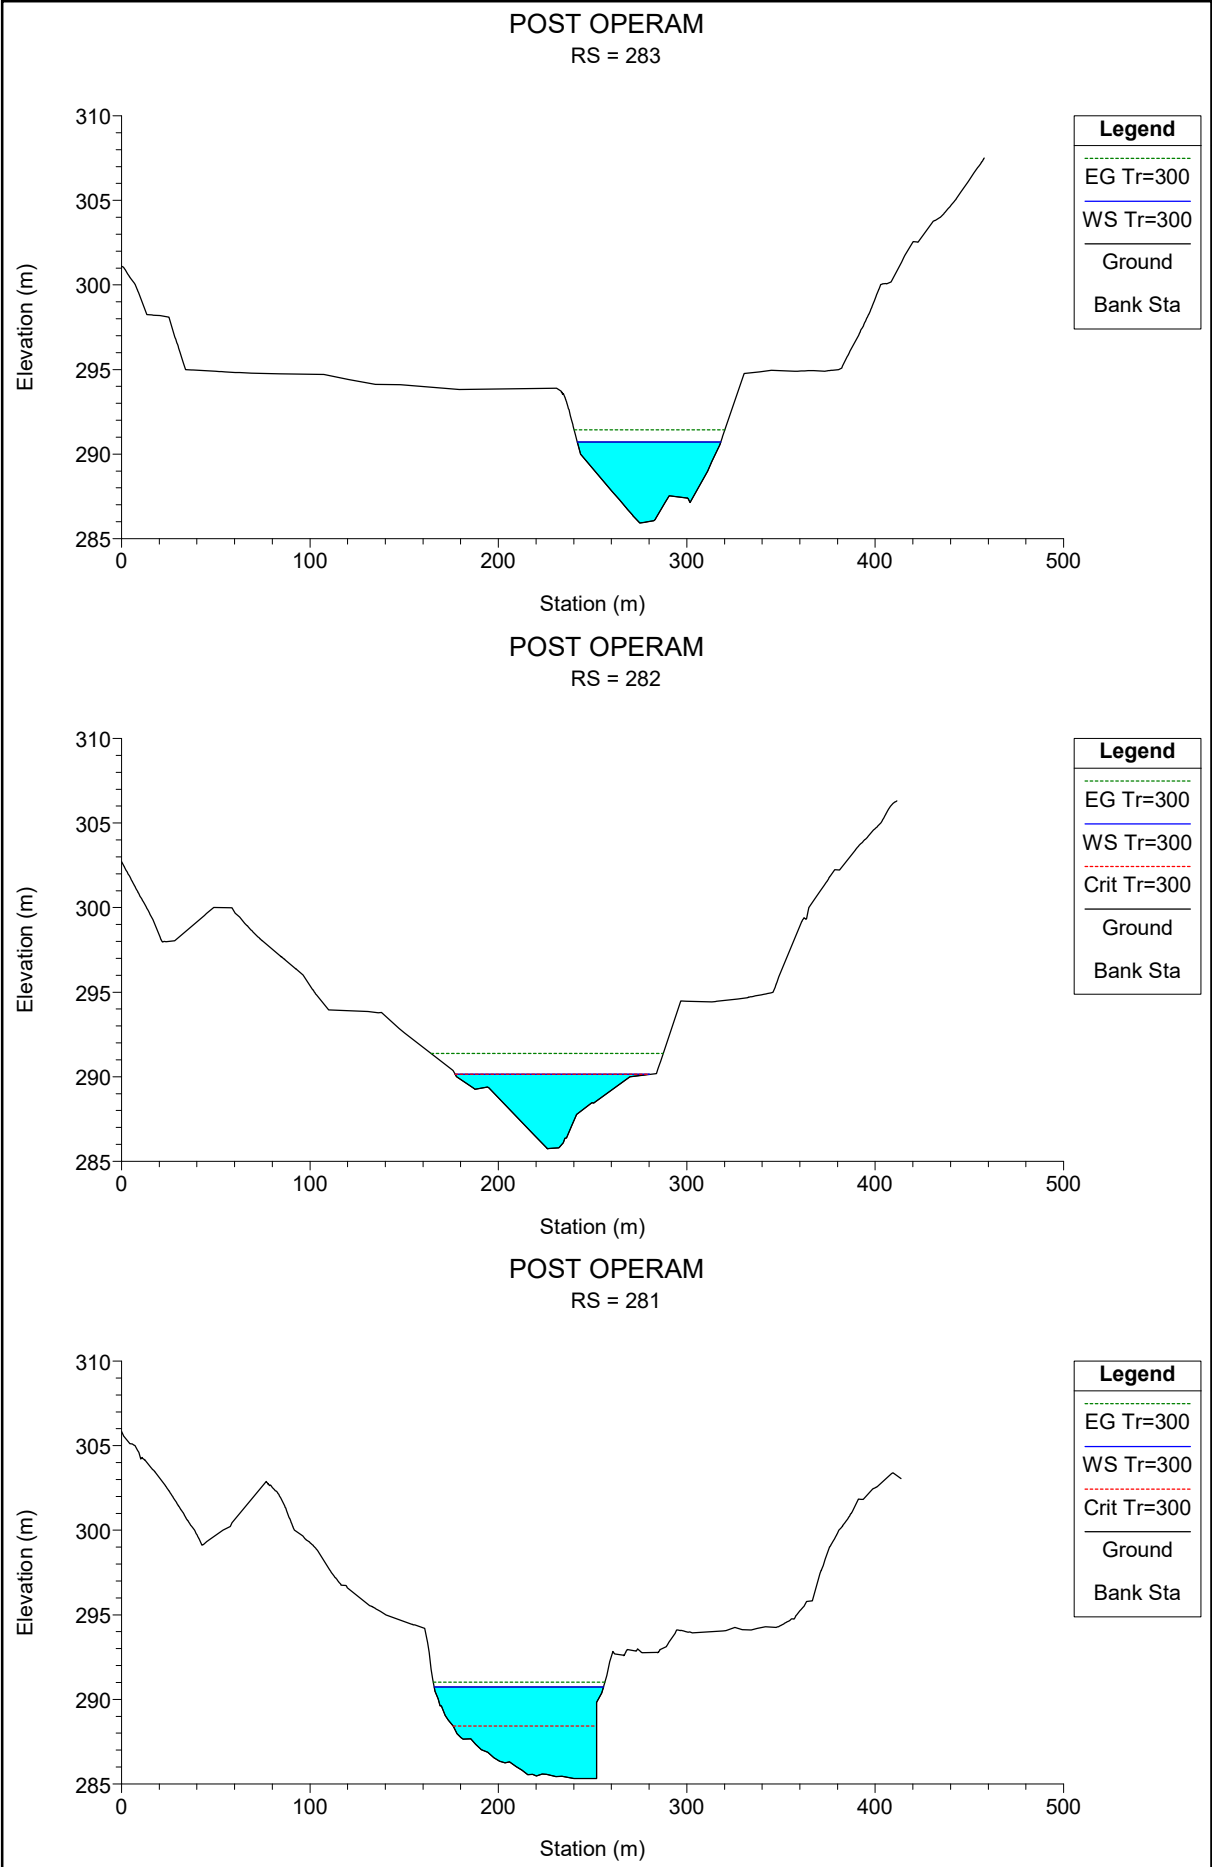 POST OPERAM
RS = 283
310
305
300
295
290
285
0 100 200 300 400 500
Elevation (m)
Station (m)
Legend
EG Tr=300
WS Tr=300
Ground
Bank Sta
POST OPERAM
RS = 282
310
305
300
295
290
285
0 100 200 300 400 500
Elevation (m)
Station (m)
Legend
EG Tr=300
WS Tr=300
Crit Tr=300
Ground
Bank Sta
POST OPERAM
RS = 281
310
305
300
295
290
285
0 100 200 300 400 500
Elevation (m)
Station (m)
Legend
EG Tr=300
WS Tr=300
Crit Tr=300
Ground
Bank Sta